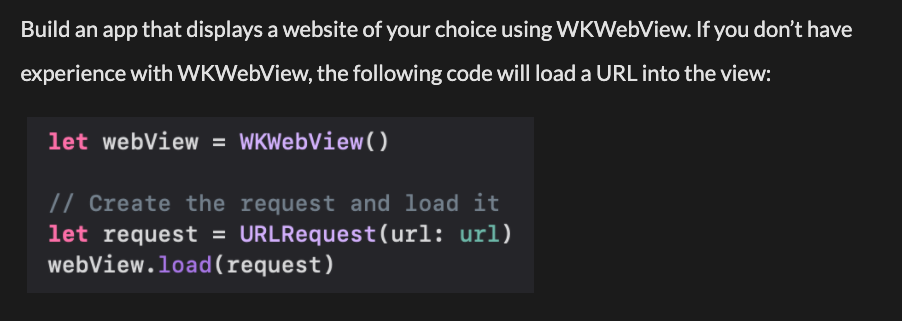 Build an app that displays a website of your choice using WKWebView. If you don’t have
experience with WKWebView, the following code will load a URL into the view:
let webView = WKWebView()
// Create the request and load it
let request = URLRequest(url: url)
webView.load(request)